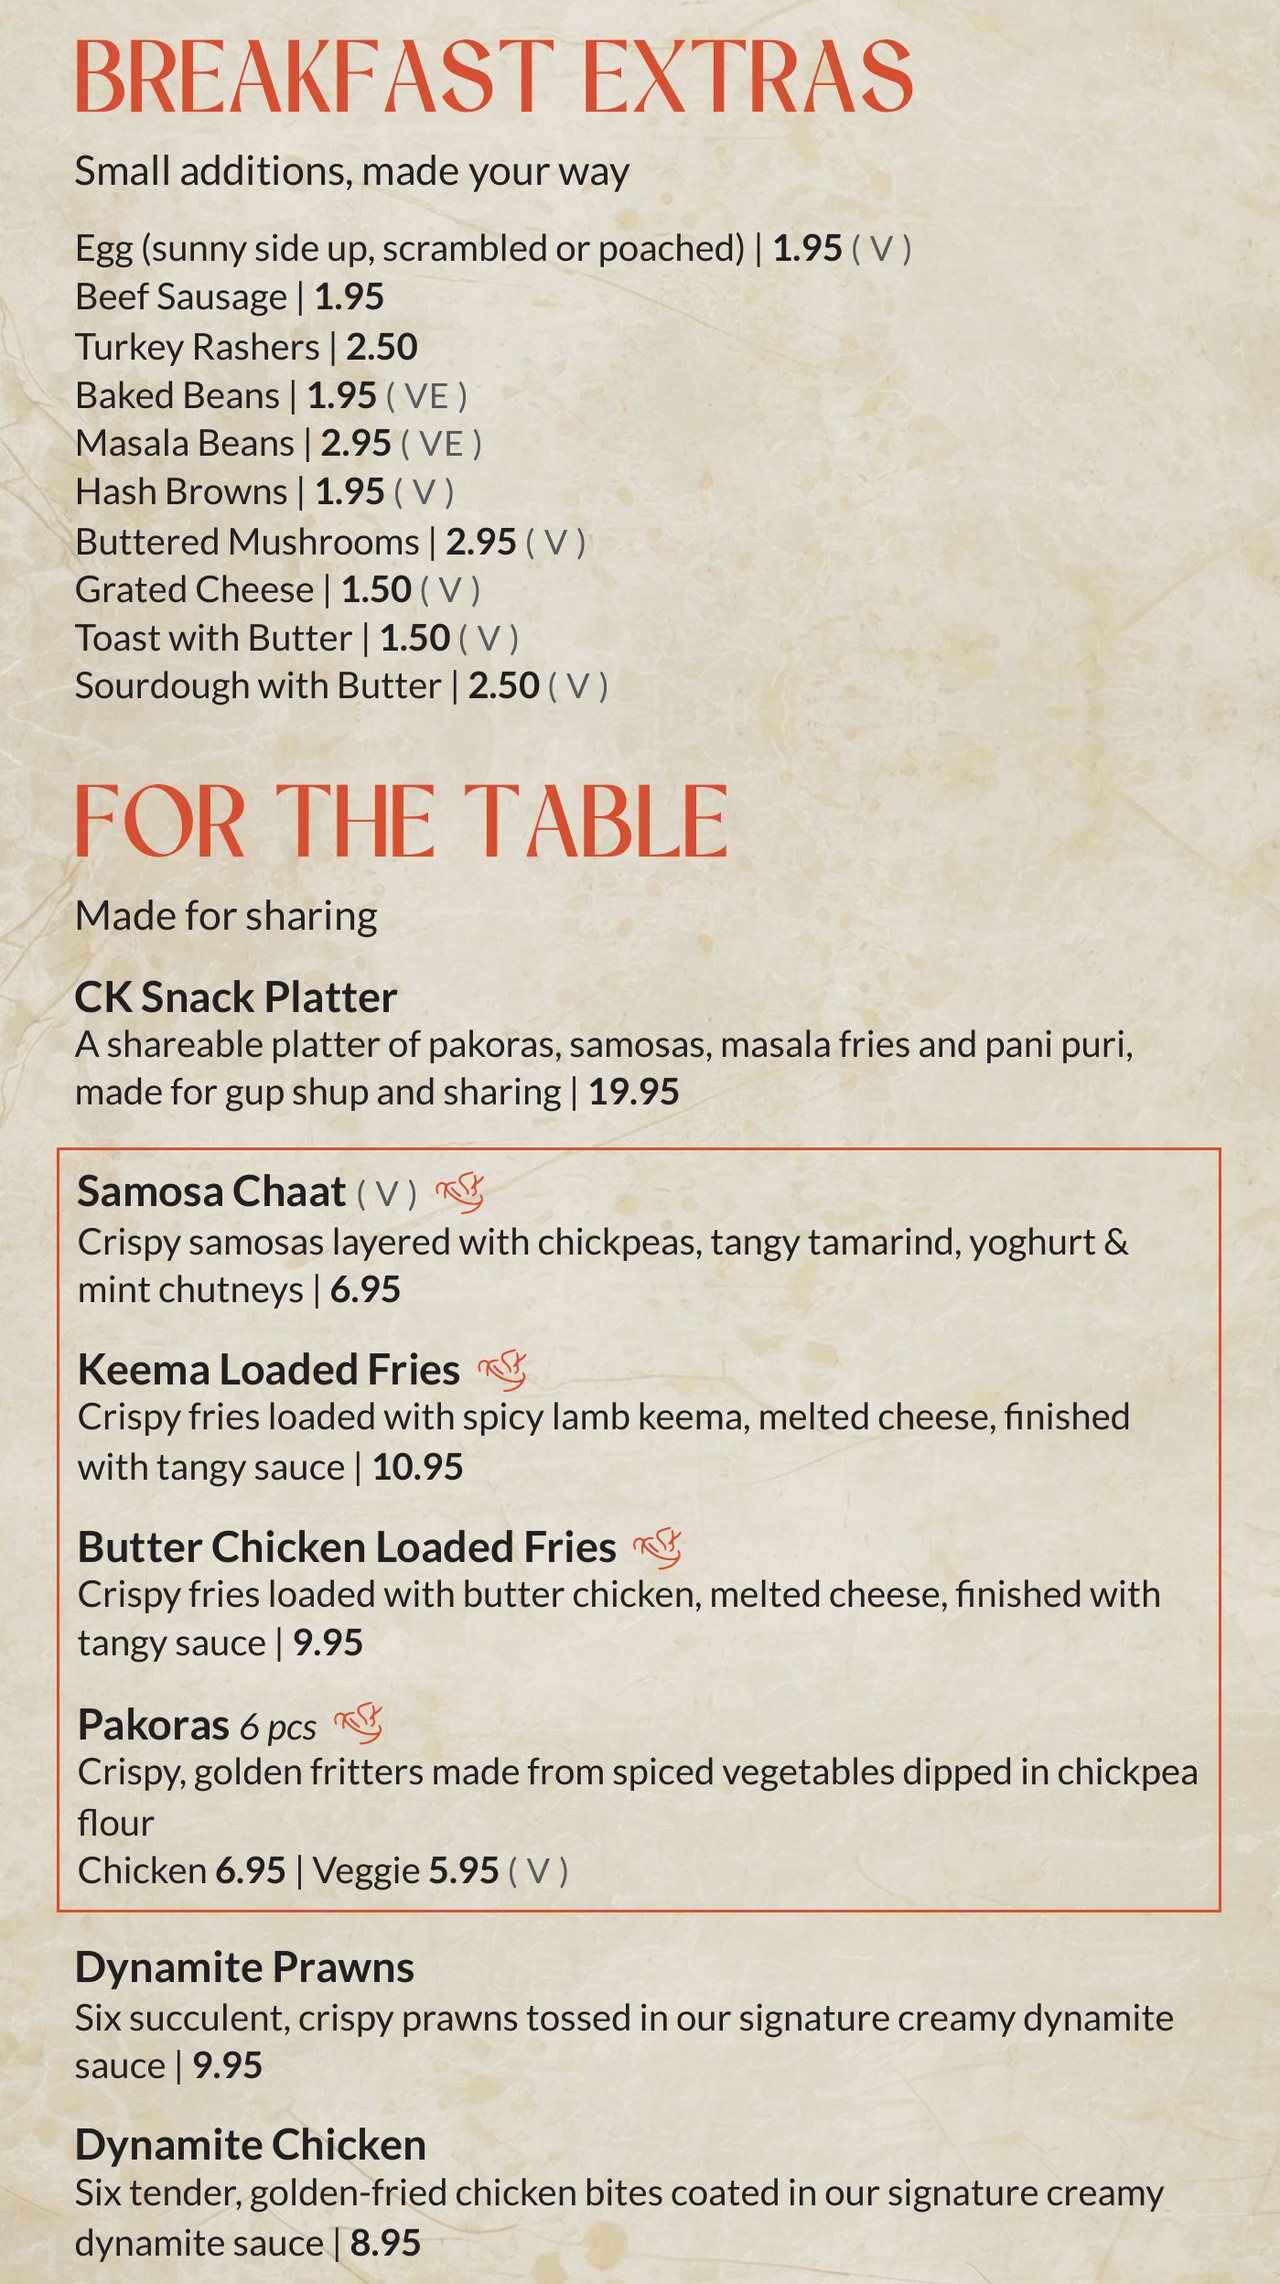 BREAKFAST EXTRAS
Small additions, made your way
Egg (sunny side up, scrambled or poached) | 1.95 ( V )
Beef Sausage | 1.95
Turkey Rashers | 2.50
Baked Beans | 1.95 ( VE )
Masala Beans | 2.95 ( VE )
Hash Browns | 1.95 ( V )
Buttered Mushrooms | 2.95 ( V )
Grated Cheese | 1.50 ( V )
Toast with Butter | 1.50 ( V )
Sourdough with Butter | 2.50 ( V )
FOR THE TABLE
Made for sharing
CK Snack Platter
A shareable platter of pakoras, samosas, masala fries and pani puri,
made for gup shup and sharing | 19.95
Samosa Chaat ( V )
Crispy samosas layered with chickpeas, tangy tamarind, yoghurt &
mint chutneys | 6.95
Keema Loaded Fries
Crispy fries loaded with spicy lamb keema, melted cheese, finished
with tangy sauce | 10.95
Butter Chicken Loaded Fries
Crispy fries loaded with butter chicken, melted cheese, finished with
tangy sauce | 9.95
Pakoras 6 pcs
Crispy, golden fritters made from spiced vegetables dipped in chickpea
flour
Chicken 6.95 | Veggie 5.95 ( V )
Dynamite Prawns
Six succulent, crispy prawns tossed in our signature creamy dynamite
sauce | 9.95
Dynamite Chicken
Six tender, golden-fried chicken bites coated in our signature creamy
dynamite sauce | 8.95